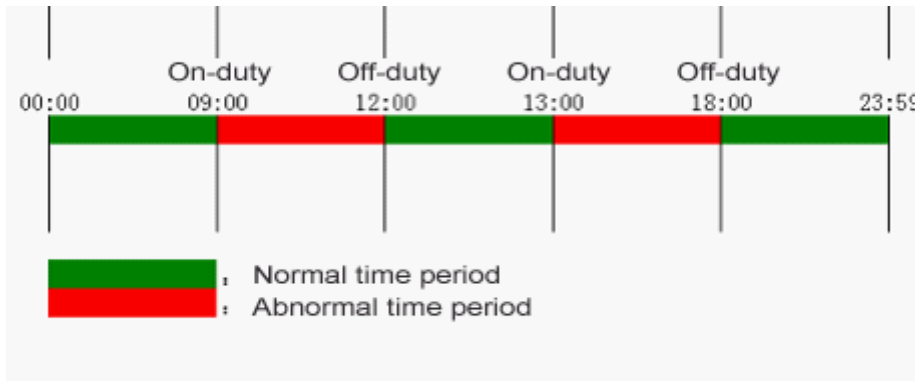 On-duty Off-duty On-duty Off-duty
00:00 09:00 12:00 13:00 18:00 23:59
: Normal time period
: Abnormal time period